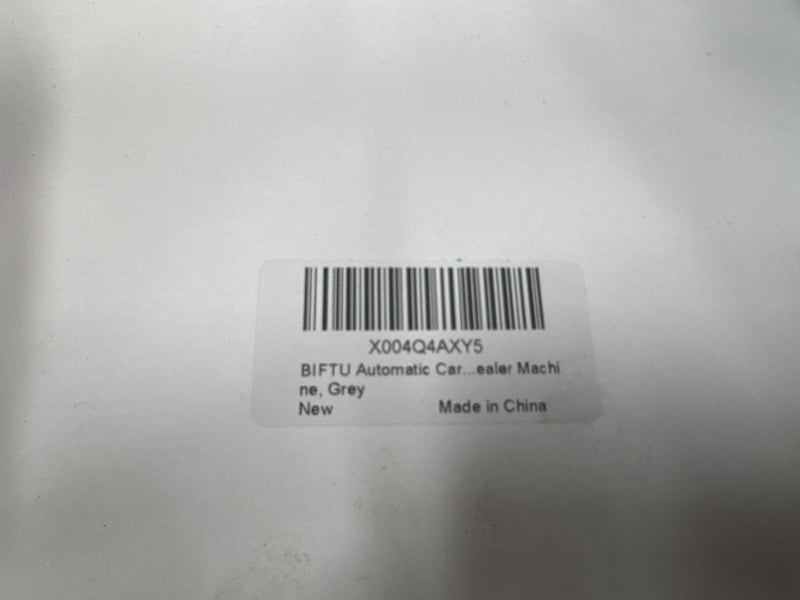 X004Q4AXY5
BIFTU Automatic Car...ealer Machi
ne, Grey
New Made in China